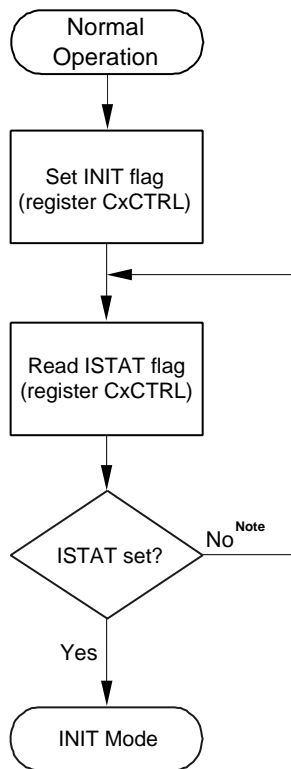 Normal
Operation
Set INIT flag
(register CxCTRL)
Read ISTAT flag
(register CxCTRL)
ISTAT set?
No Note
Yes
INIT Mode